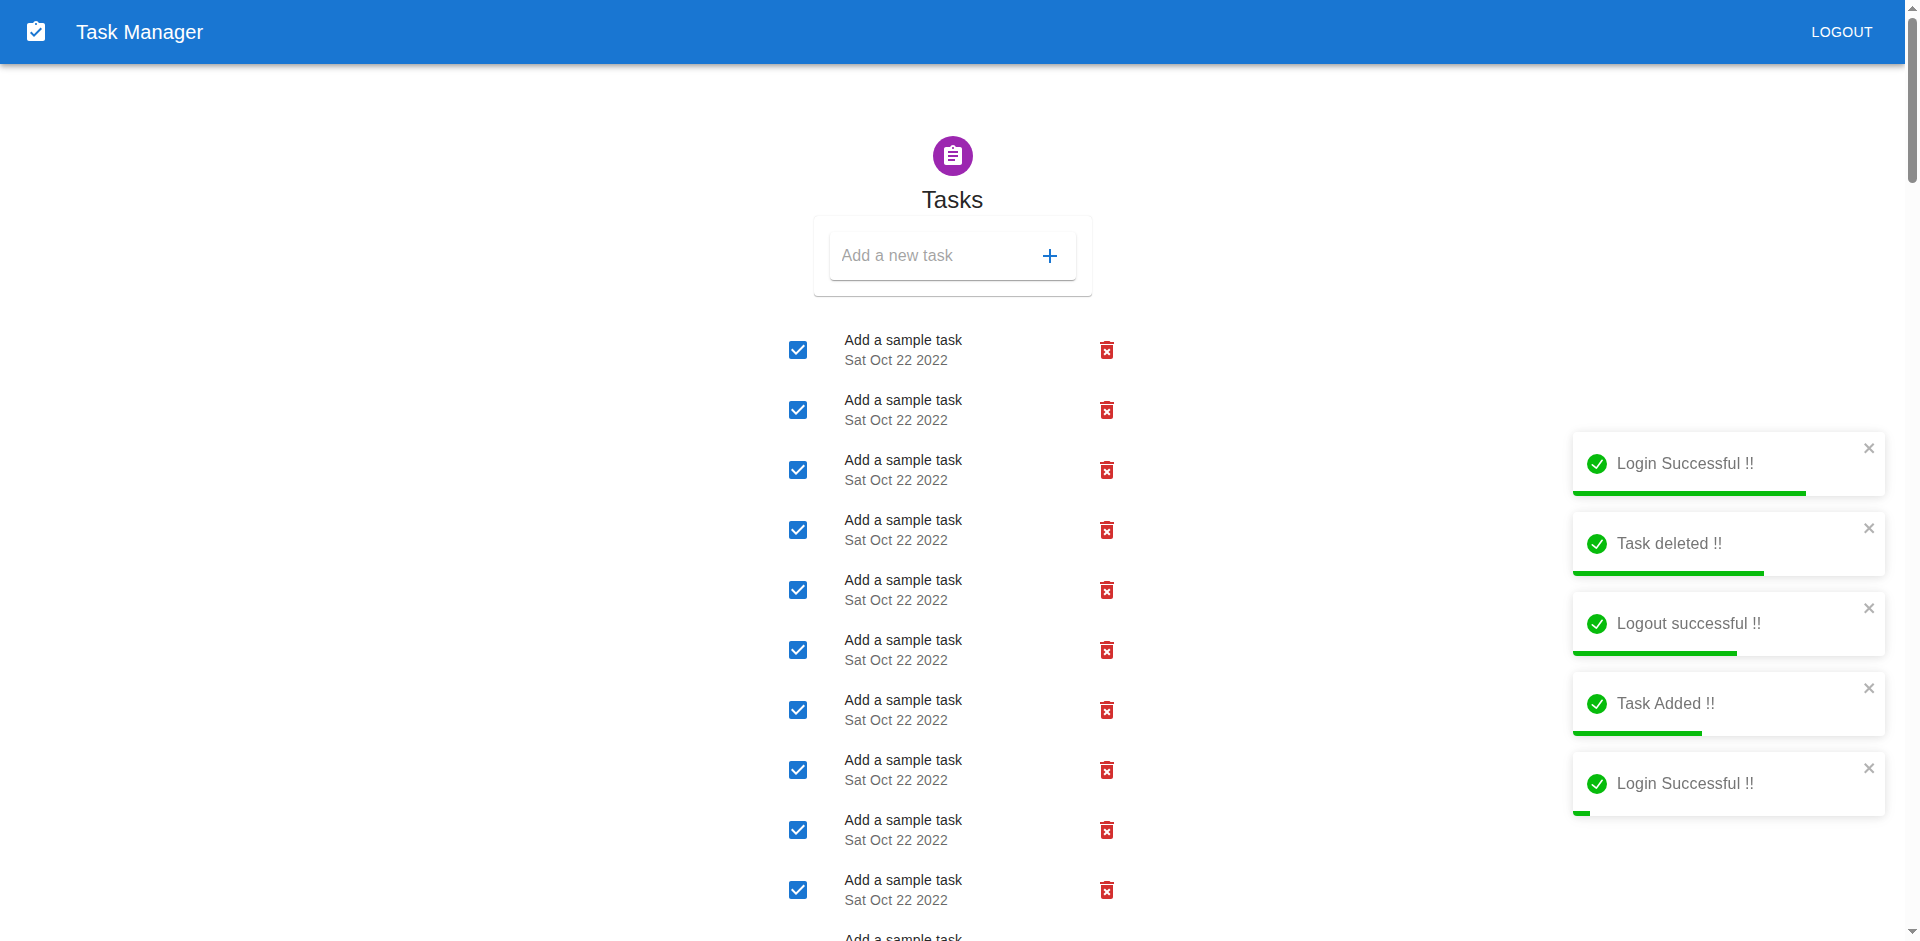 Task Manager
LOGOUT
Tasks
Add a new task
Add a sample task
Sat Oct 22 2022
Add a sample task
Sat Oct 22 2022
Add a sample task
Sat Oct 22 2022
Add a sample task
Sat Oct 22 2022
Add a sample task
Sat Oct 22 2022
Add a sample task
Sat Oct 22 2022
Add a sample task
Sat Oct 22 2022
Add a sample task
Sat Oct 22 2022
Add a sample task
Sat Oct 22 2022
Add a sample task
Sat Oct 22 2022
Add a sample task
Login Successful !!
Task deleted !!
Logout successful !!
Task Added !!
Login Successful !!